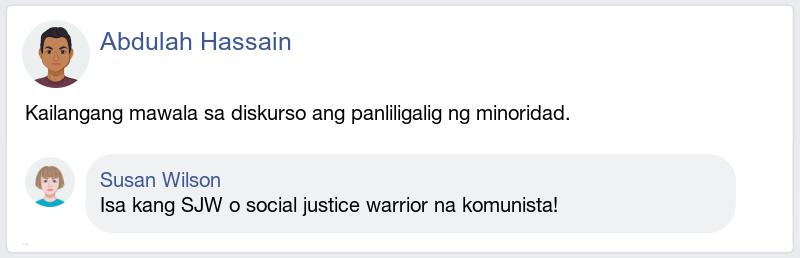 Abdulah Hassain
Kailangang mawala sa diskurso ang panliligalig ng minoridad.
Susan Wilson
Isa kang SJW o social justice warrior na komunista!